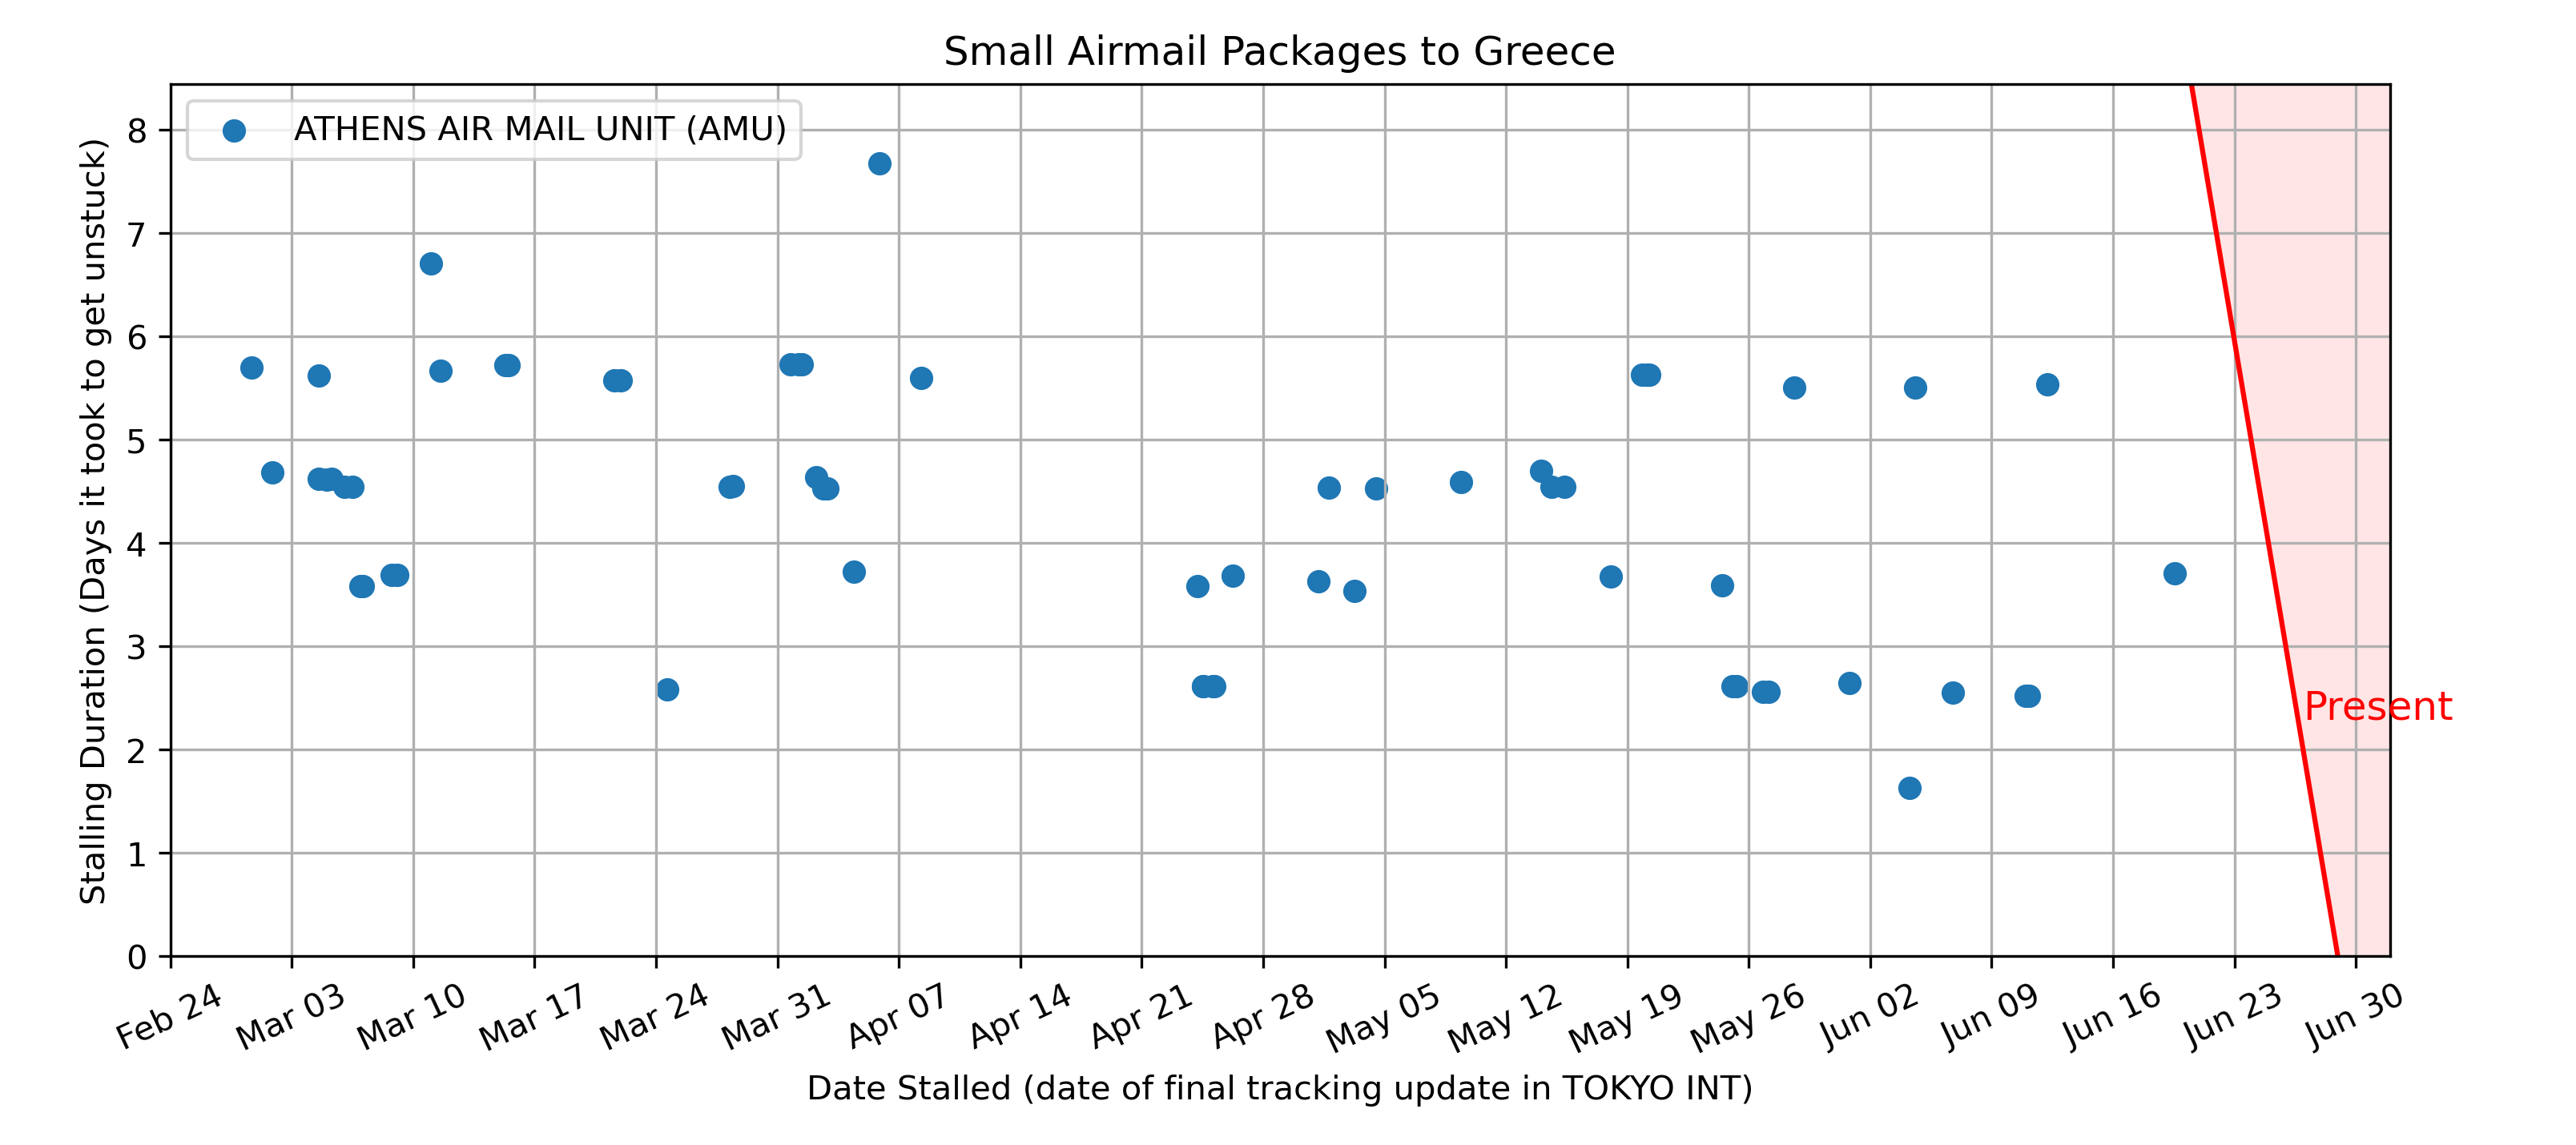 Small Airmail Packages to Greece
ATHENS AIR MAIL UNIT (AMU)
Stalling Duration (Days it took to get unstuck)
8
7
6
5
4
3
2
1
0
Present
Feb 24 Mar 03 Mar 10 Mar 17 Mar 24 Mar 31 Apr 07 Apr 14 Apr 21 Apr 28 May 05 May 12 May 19 May 26 Jun 02 Jun 09 Jun 16 Jun 23 Jun 30
Date Stalled (date of final tracking update in TOKYO INT)